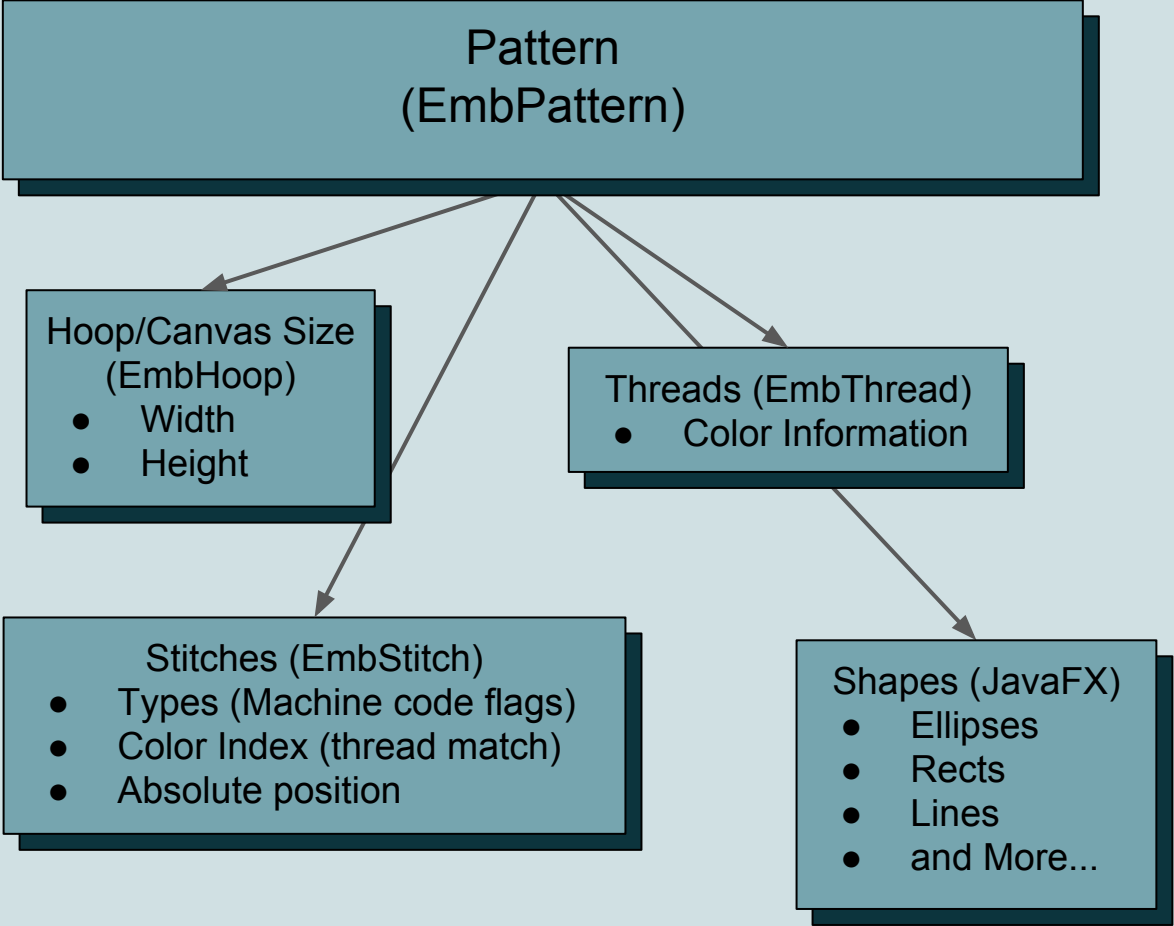 Pattern
(EmbPattern)
Hoop/Canvas Size
(EmbHoop)
● Width
● Height
Threads (EmbThread)
● Color Information
Stitches (EmbStitch)
● Types (Machine code flags)
● Color Index (thread match)
● Absolute position
Shapes (JavaFX)
● Ellipses
● Rects
● Lines
● and More...